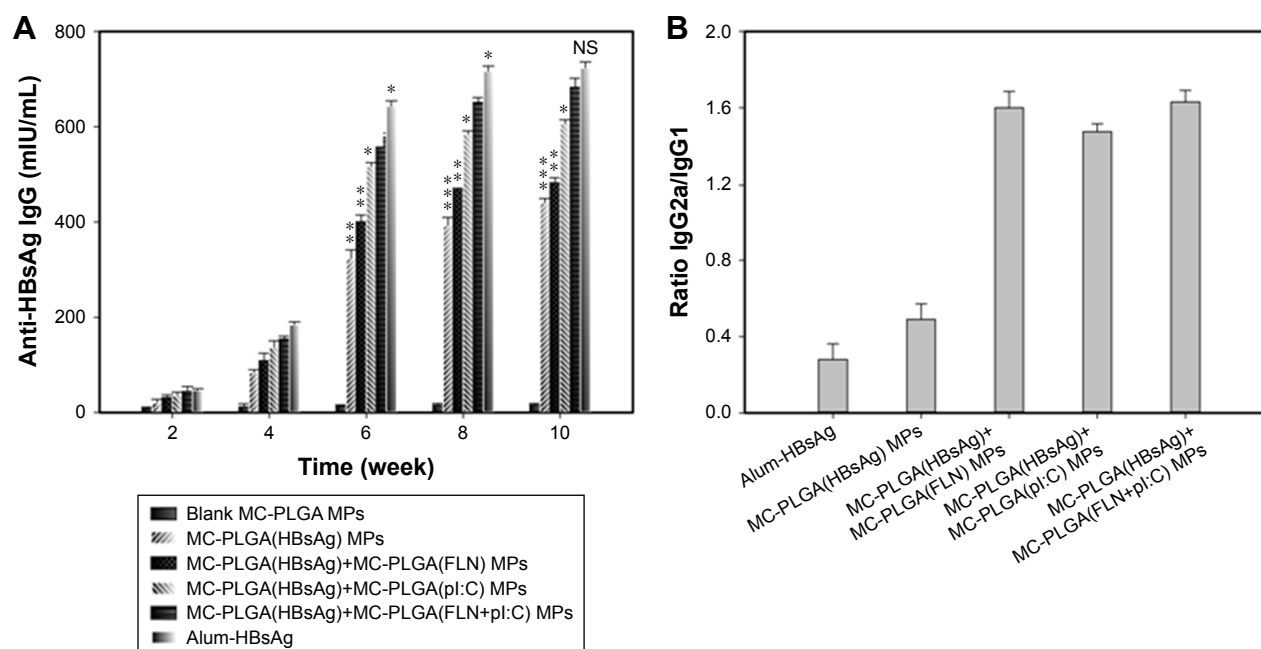 A
Anti-HBsAg IgG (mIU/mL)
800
600
400
200
0
**
**
*
*
***
**
*
*
***
**
*
NS
2
4
6
8
10
Time (week)
Blank MC-PLGA MPs
MC-PLGA(HBsAg) MPs
MC-PLGA(HBsAg)+MC-PLGA(FLN) MPs
MC-PLGA(HBsAg)+MC-PLGA(pI:C) MPs
MC-PLGA(HBsAg)+MC-PLGA(FLN+pI:C) MPs
Alum-HBsAg
B
Ratio IgG2a/IgG1
2.0
1.6
1.2
0.8
0.4
0.0
Alum-HBsAg
MC-PLGA(HBsAg) MPs
MC-PLGA(HBsAg)+
MC-PLGA(FLN) MPs
MC-PLGA(HBsAg)+
MC-PLGA(pI:C) MPs
MC-PLGA(HBsAg)+
MC-PLGA(FLN+pI:C) MPs